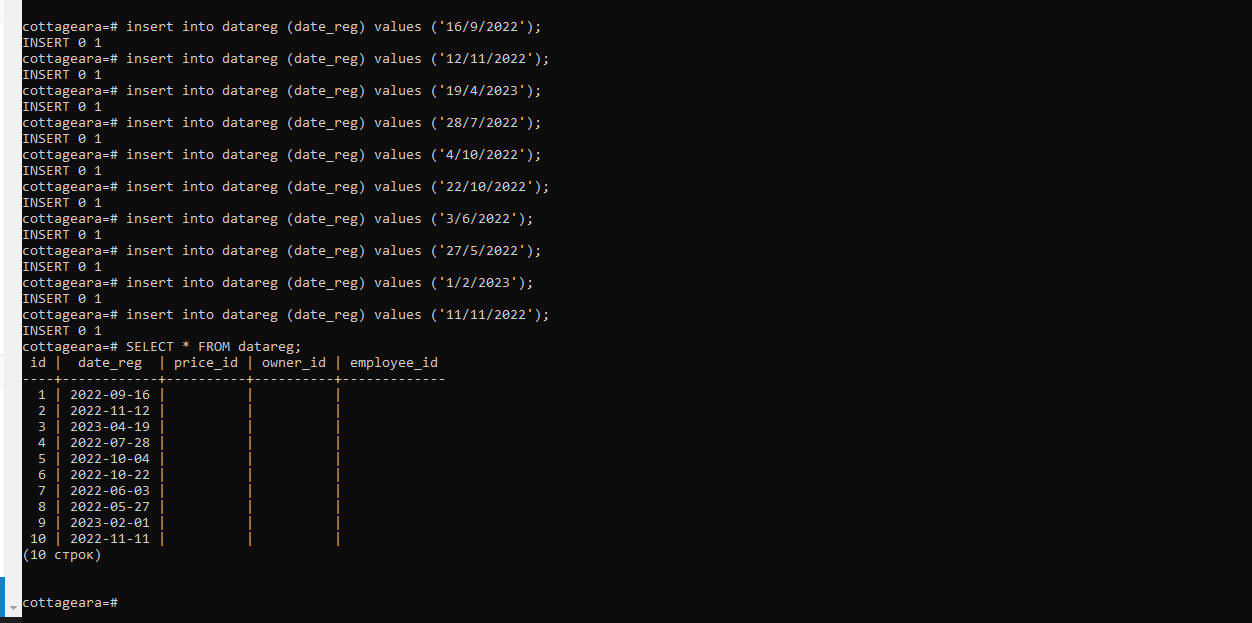 cottageara=# insert into datareg (date_reg) values ('16/9/2022');
INSERT 0 1
cottageara=# insert into datareg (date_reg) values ('12/11/2022');
INSERT 0 1
cottageara=# insert into datareg (date_reg) values ('19/4/2023');
INSERT 0 1
cottageara=# insert into datareg (date_reg) values ('28/7/2022');
INSERT 0 1
cottageara=# insert into datareg (date_reg) values ('4/10/2022');
INSERT 0 1
cottageara=# insert into datareg (date_reg) values ('22/10/2022');
INSERT 0 1
cottageara=# insert into datareg (date_reg) values ('3/6/2022');
INSERT 0 1
cottageara=# insert into datareg (date_reg) values ('27/5/2022');
INSERT 0 1
cottageara=# insert into datareg (date_reg) values ('1/2/2023');
INSERT 0 1
cottageara=# insert into datareg (date_reg) values ('11/11/2022');
INSERT 0 1
cottageara=# SELECT * FROM datareg;
 id |  date_reg  | price_id | owner_id | employee_id
----+------------+----------+----------+-------------
  1 | 2022-09-16 |          |          |
  2 | 2022-11-12 |          |          |
  3 | 2023-04-19 |          |          |
  4 | 2022-07-28 |          |          |
  5 | 2022-10-04 |          |          |
  6 | 2022-10-22 |          |          |
  7 | 2022-06-03 |          |          |
  8 | 2022-05-27 |          |          |
  9 | 2023-02-01 |          |          |
 10 | 2022-11-11 |          |          |
(10 строк)
cottageara=#